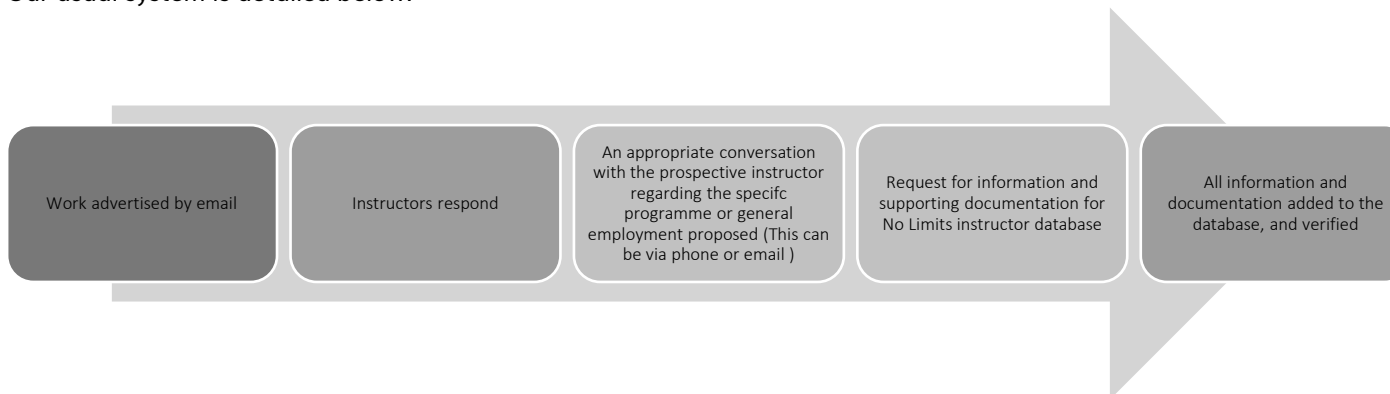 Our usual system is detailed below:
Work advertised by email
Instructors respond
An appropriate conversation
with the prospective instructor
regarding the specifc
programme or general
employment proposed (This can
be via phone or email )
Request for information and
supporting documentation for
No Limits instructor database
All information and
documentation added to the
database, and verified